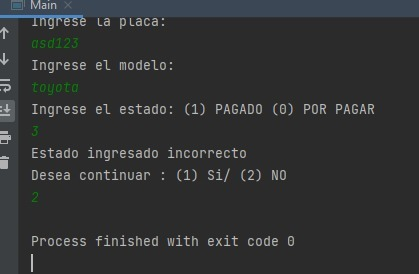 Main
Ingrese la placa:
asd123
Ingrese el modelo:
toyota
Ingrese el estado: (1) PAGADO (0) POR PAGAR
3
Estado ingresado incorrecto
Desea continuar : (1) Si/ (2) NO
2
Process finished with exit code 0